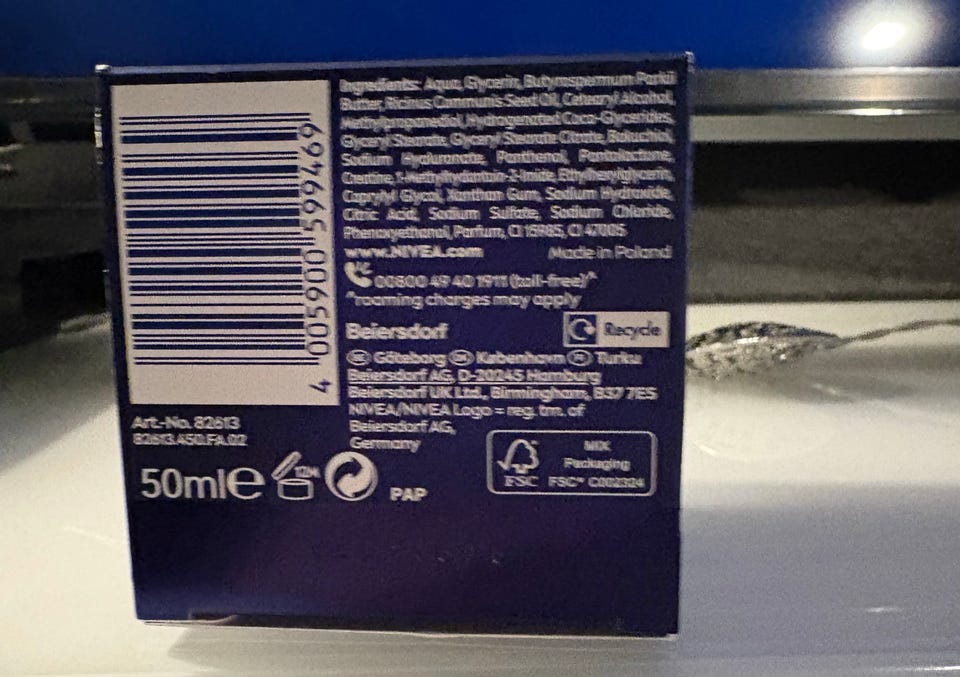 Ingredients: Aqua, Glycerin, Butyrospermum Parkii
Butter, Ricinus Communis Seed Oil, Cetearyl Alcohol,
Methylpropanediol, Hydrogenated Coco-Glycerides,
Glyceryl Stearate, Glyceryl Stearate Citrate, Bakuchiol,
Sodium Hyaluronate, Panthenol, Pantolactone,
Creatine, 1-Methylhydantoin-2-Imide, Ethylhexylglycerin,
Caprylyl Glycol, Xanthan Gum, Sodium Hydroxide,
Citric Acid, Sodium Sulfate, Sodium Chloride,
Phenoxyethanol, Parfum, CI 15985, CI 47005
www.NIVEA.com Made in Poland
00800 49 40 1911 (toll-free)^
^roaming charges may apply
Beiersdorf
Recycle
Göteborg København Turku
Beiersdorf AG, D-20245 Hamburg
Beiersdorf UK Ltd., Birmingham, B37 7ES
NIVEA/NIVEA Logo = reg. tm. of
Beiersdorf AG,
Germany
4 005900 599469
Art.-No. 82613
82613.450.FA.02
50ml e
12M
PAP
FSC
MIX
Packaging
FSC® C002324